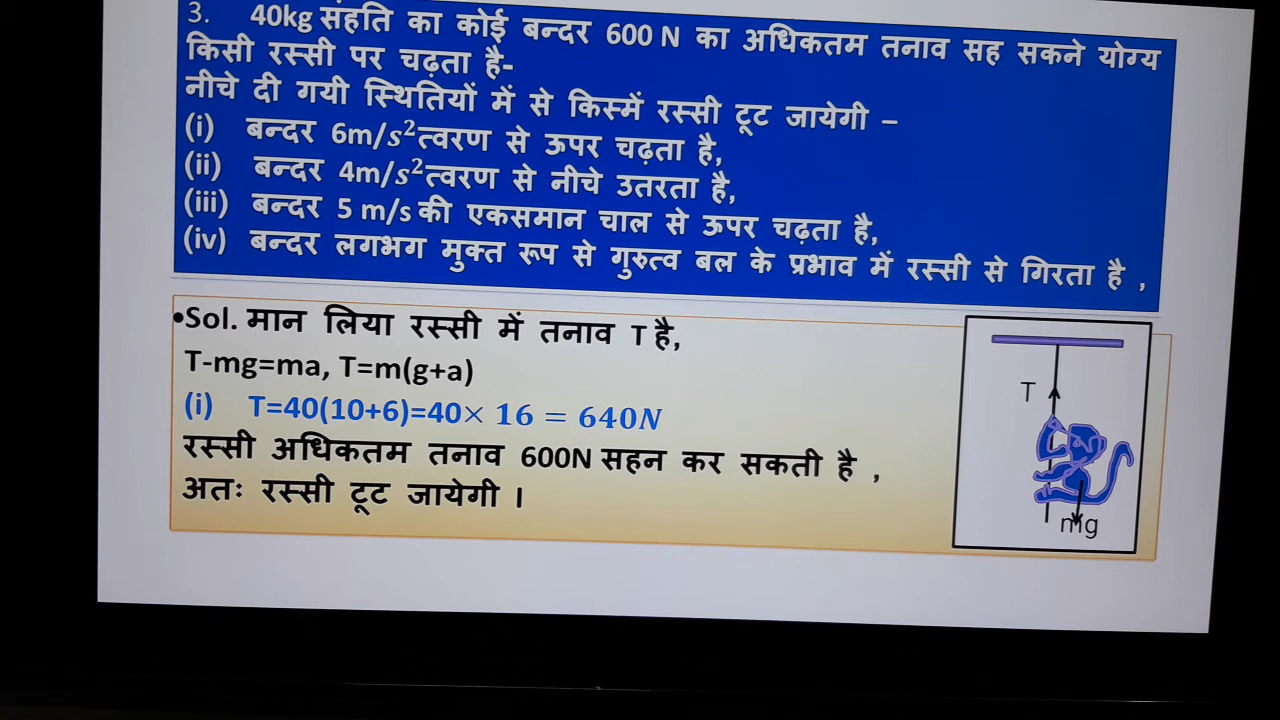 3. 40kg संहति का कोई बन्दर 600 N का अधिकतम तनाव सह सकने योग्य
किसी रस्सी पर चढ़ता है-
नीचे दी गयी स्थितियों में से किस्में रस्सी टूट जायेगी –
(i) बन्दर 6m/s²त्वरण से ऊपर चढ़ता है,
(ii) बन्दर 4m/s²त्वरण से नीचे उतरता है,
(iii) बन्दर 5 m/s की एकसमान चाल से ऊपर चढ़ता है,
(iv) बन्दर लगभग मुक्त रूप से गुरुत्व बल के प्रभाव में रस्सी से गिरता है ,
•Sol. मान लिया रस्सी में तनाव T है,
T-mg=ma, T=m(g+a)
(i) T=40(10+6)=40× 16 = 640N
रस्सी अधिकतम तनाव 600N सहन कर सकती है ,
अतः रस्सी टूट जायेगी ।
T
mg